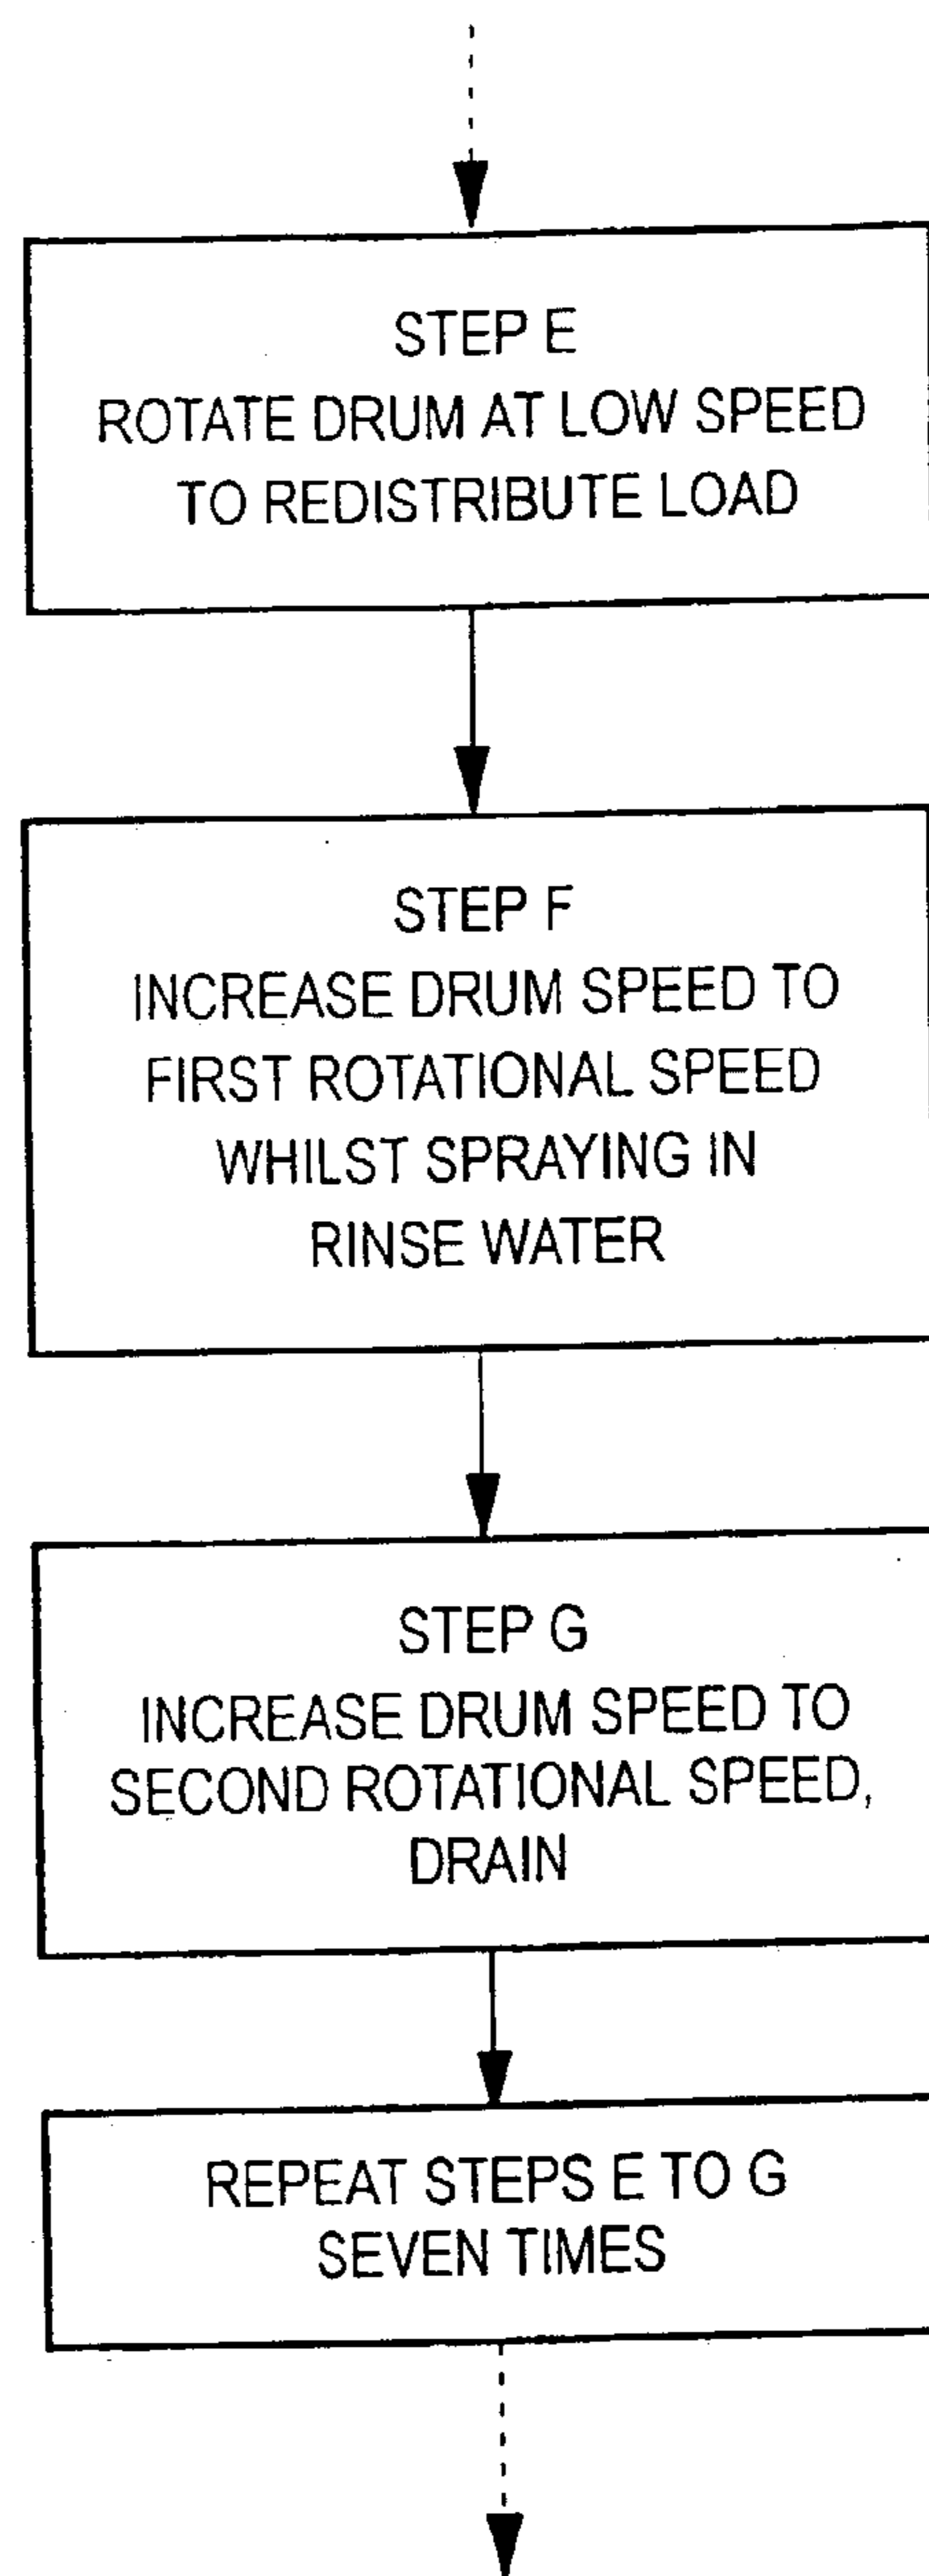 STEP E
ROTATE DRUM AT LOW SPEED
TO REDISTRIBUTE LOAD
STEP F
INCREASE DRUM SPEED TO
FIRST ROTATIONAL SPEED
WHILST SPRAYING IN
RINSE WATER
STEP G
INCREASE DRUM SPEED TO
SECOND ROTATIONAL SPEED,
DRAIN
REPEAT STEPS E TO G
SEVEN TIMES